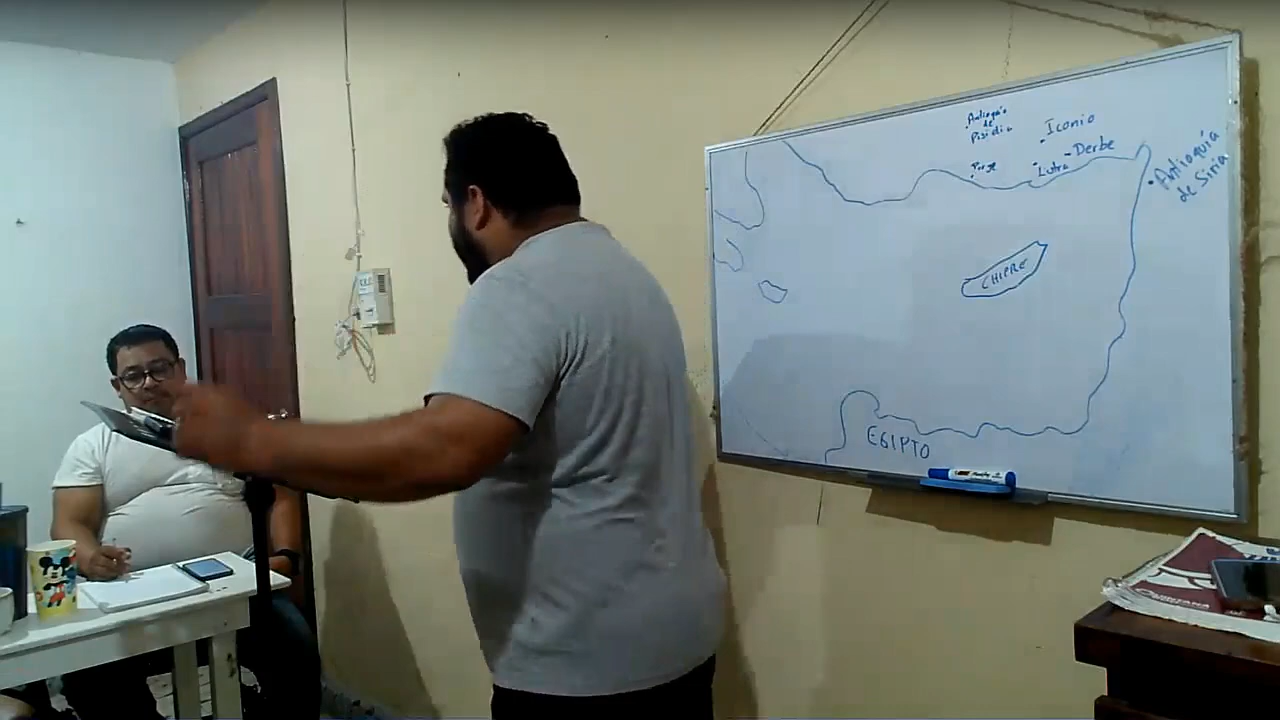 Antioquía
de
Pisidia
Iconio
Derbe
Perge
Listra
Antioquía
de Siria
CHIPRE
EGIPTO